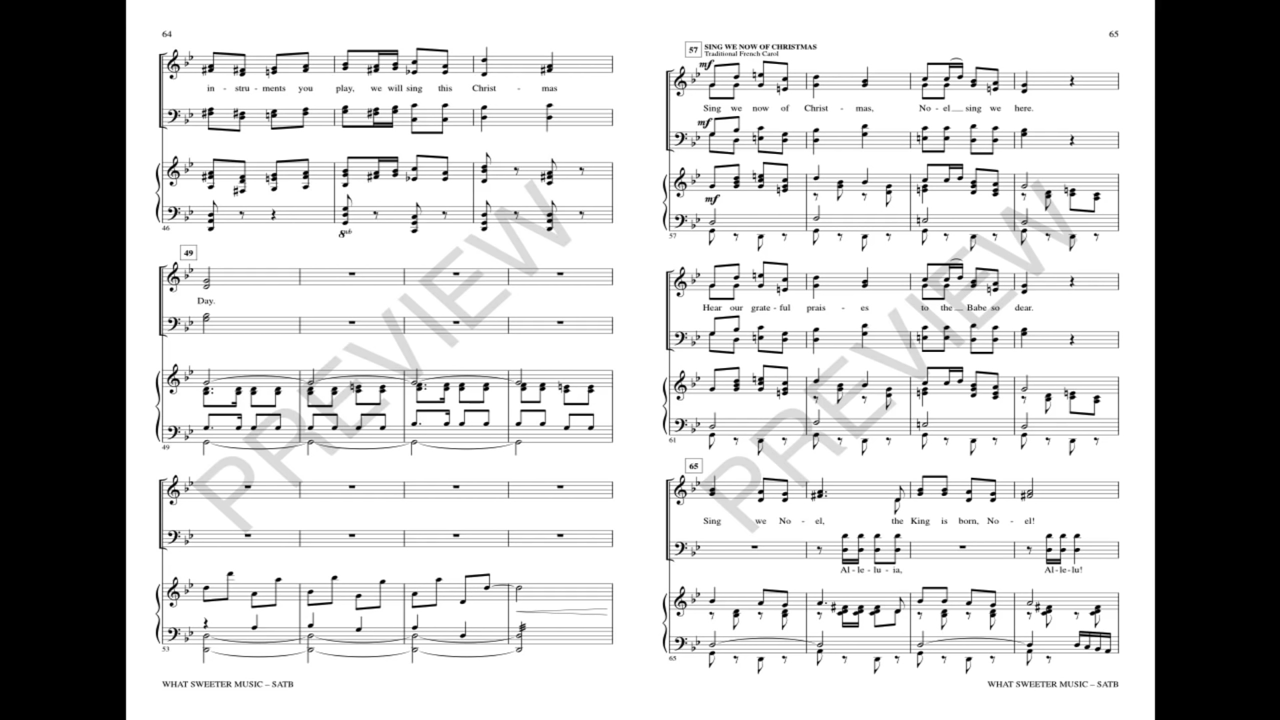 64
in - stru - ments you play, we will sing this Christ - mas
46
8vb
49
Day.
49
53
WHAT SWEETER MUSIC – SATB
65
57 SING WE NOW OF CHRISTMAS
Traditional French Carol
mf
Sing we now of Christ - mas, No - el sing we here.
mf
mf
57
Hear our grate - ful prais - es to the Babe so dear.
61
65
Sing we No - el, the King is born, No - el!
Al - le - lu - ia, Al - le - lu!
65
WHAT SWEETER MUSIC – SATB
PREVIEW
PREVIEW